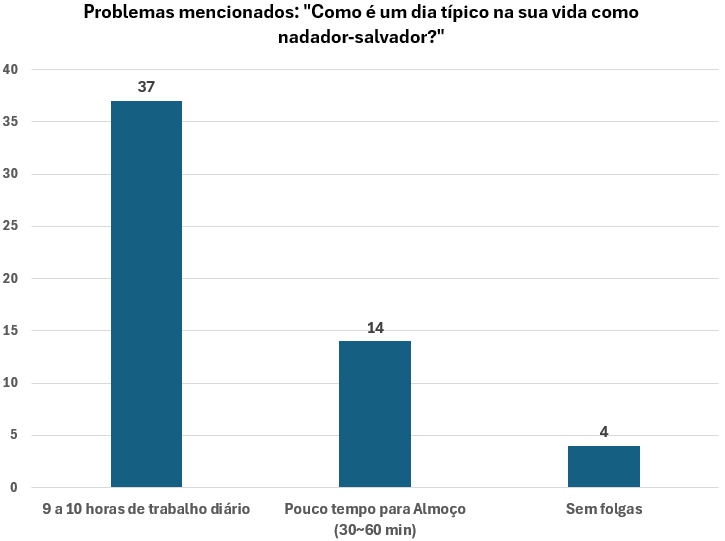 Problemas mencionados: "Como é um dia típico na sua vida como
nadador-salvador?"
40
35
30
25
20
15
10
5
0
37
14
4
9 a 10 horas de trabalho diário
Pouco tempo para Almoço
(30~60 min)
Sem folgas